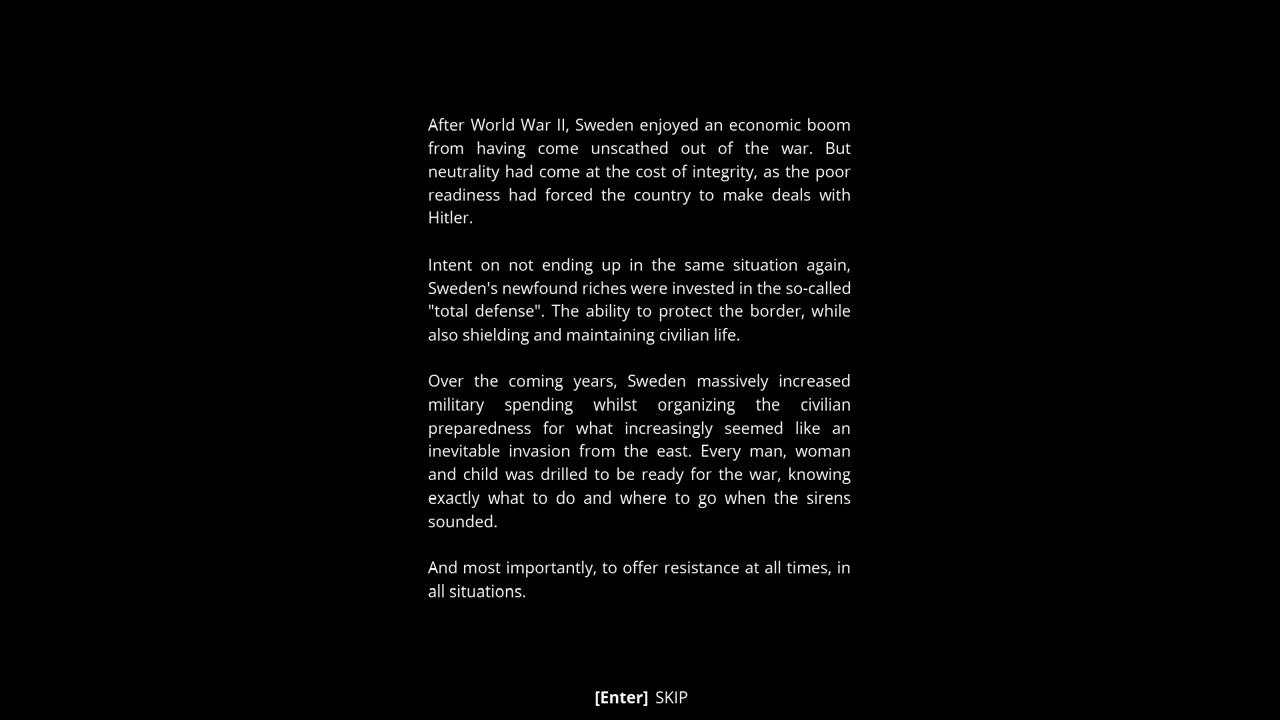 After World War II, Sweden enjoyed an economic boom
from having come unscathed out of the war. But
neutrality had come at the cost of integrity, as the poor
readiness had forced the country to make deals with
Hitler.
Intent on not ending up in the same situation again,
Sweden's newfound riches were invested in the so-called
"total defense". The ability to protect the border, while
also shielding and maintaining civilian life.
Over the coming years, Sweden massively increased
military spending whilst organizing the civilian
preparedness for what increasingly seemed like an
inevitable invasion from the east. Every man, woman
and child was drilled to be ready for the war, knowing
exactly what to do and where to go when the sirens
sounded.
And most importantly, to offer resistance at all times, in
all situations.
[Enter] SKIP